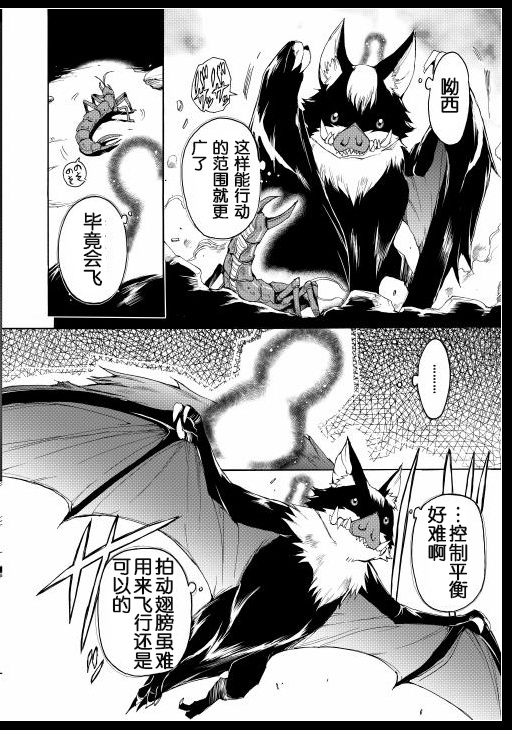 呦西
这样能行动
的范围就更
广了
毕竟会飞
………
…控制平衡
好难啊
拍动翅膀虽难
用来飞行还是
可以的